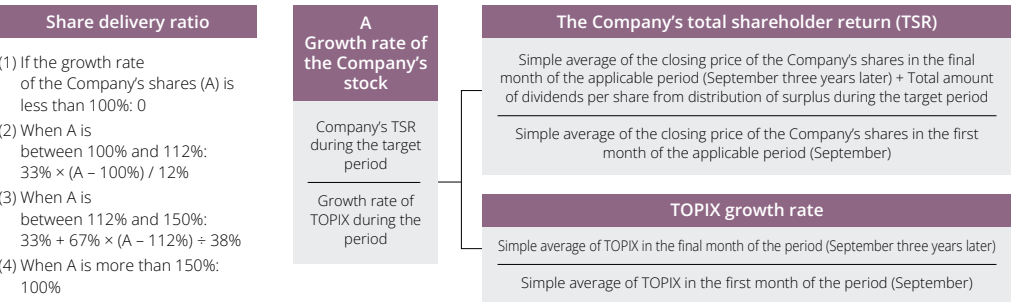 Share delivery ratio
(1) If the growth rate
of the Company's shares (A) is
less than 100%: 0
(2) When A is
between 100% and 112%:
33% × (A – 100%) / 12%
(3) When A is
between 112% and 150%:
33% + 67% × (A – 112%) ÷ 38%
(4) When A is more than 150%:
100%
A
Growth rate of
the Company's
stock
Company's TSR
during the target
period
Growth rate of
TOPIX during the
period
The Company's total shareholder return (TSR)
Simple average of the closing price of the Company's shares in the final
month of the applicable period (September three years later) + Total amount
of dividends per share from distribution of surplus during the target period
Simple average of the closing price of the Company's shares in the first
month of the applicable period (September)
TOPIX growth rate
Simple average of TOPIX in the final month of the period (September three years later)
Simple average of TOPIX in the first month of the period (September)